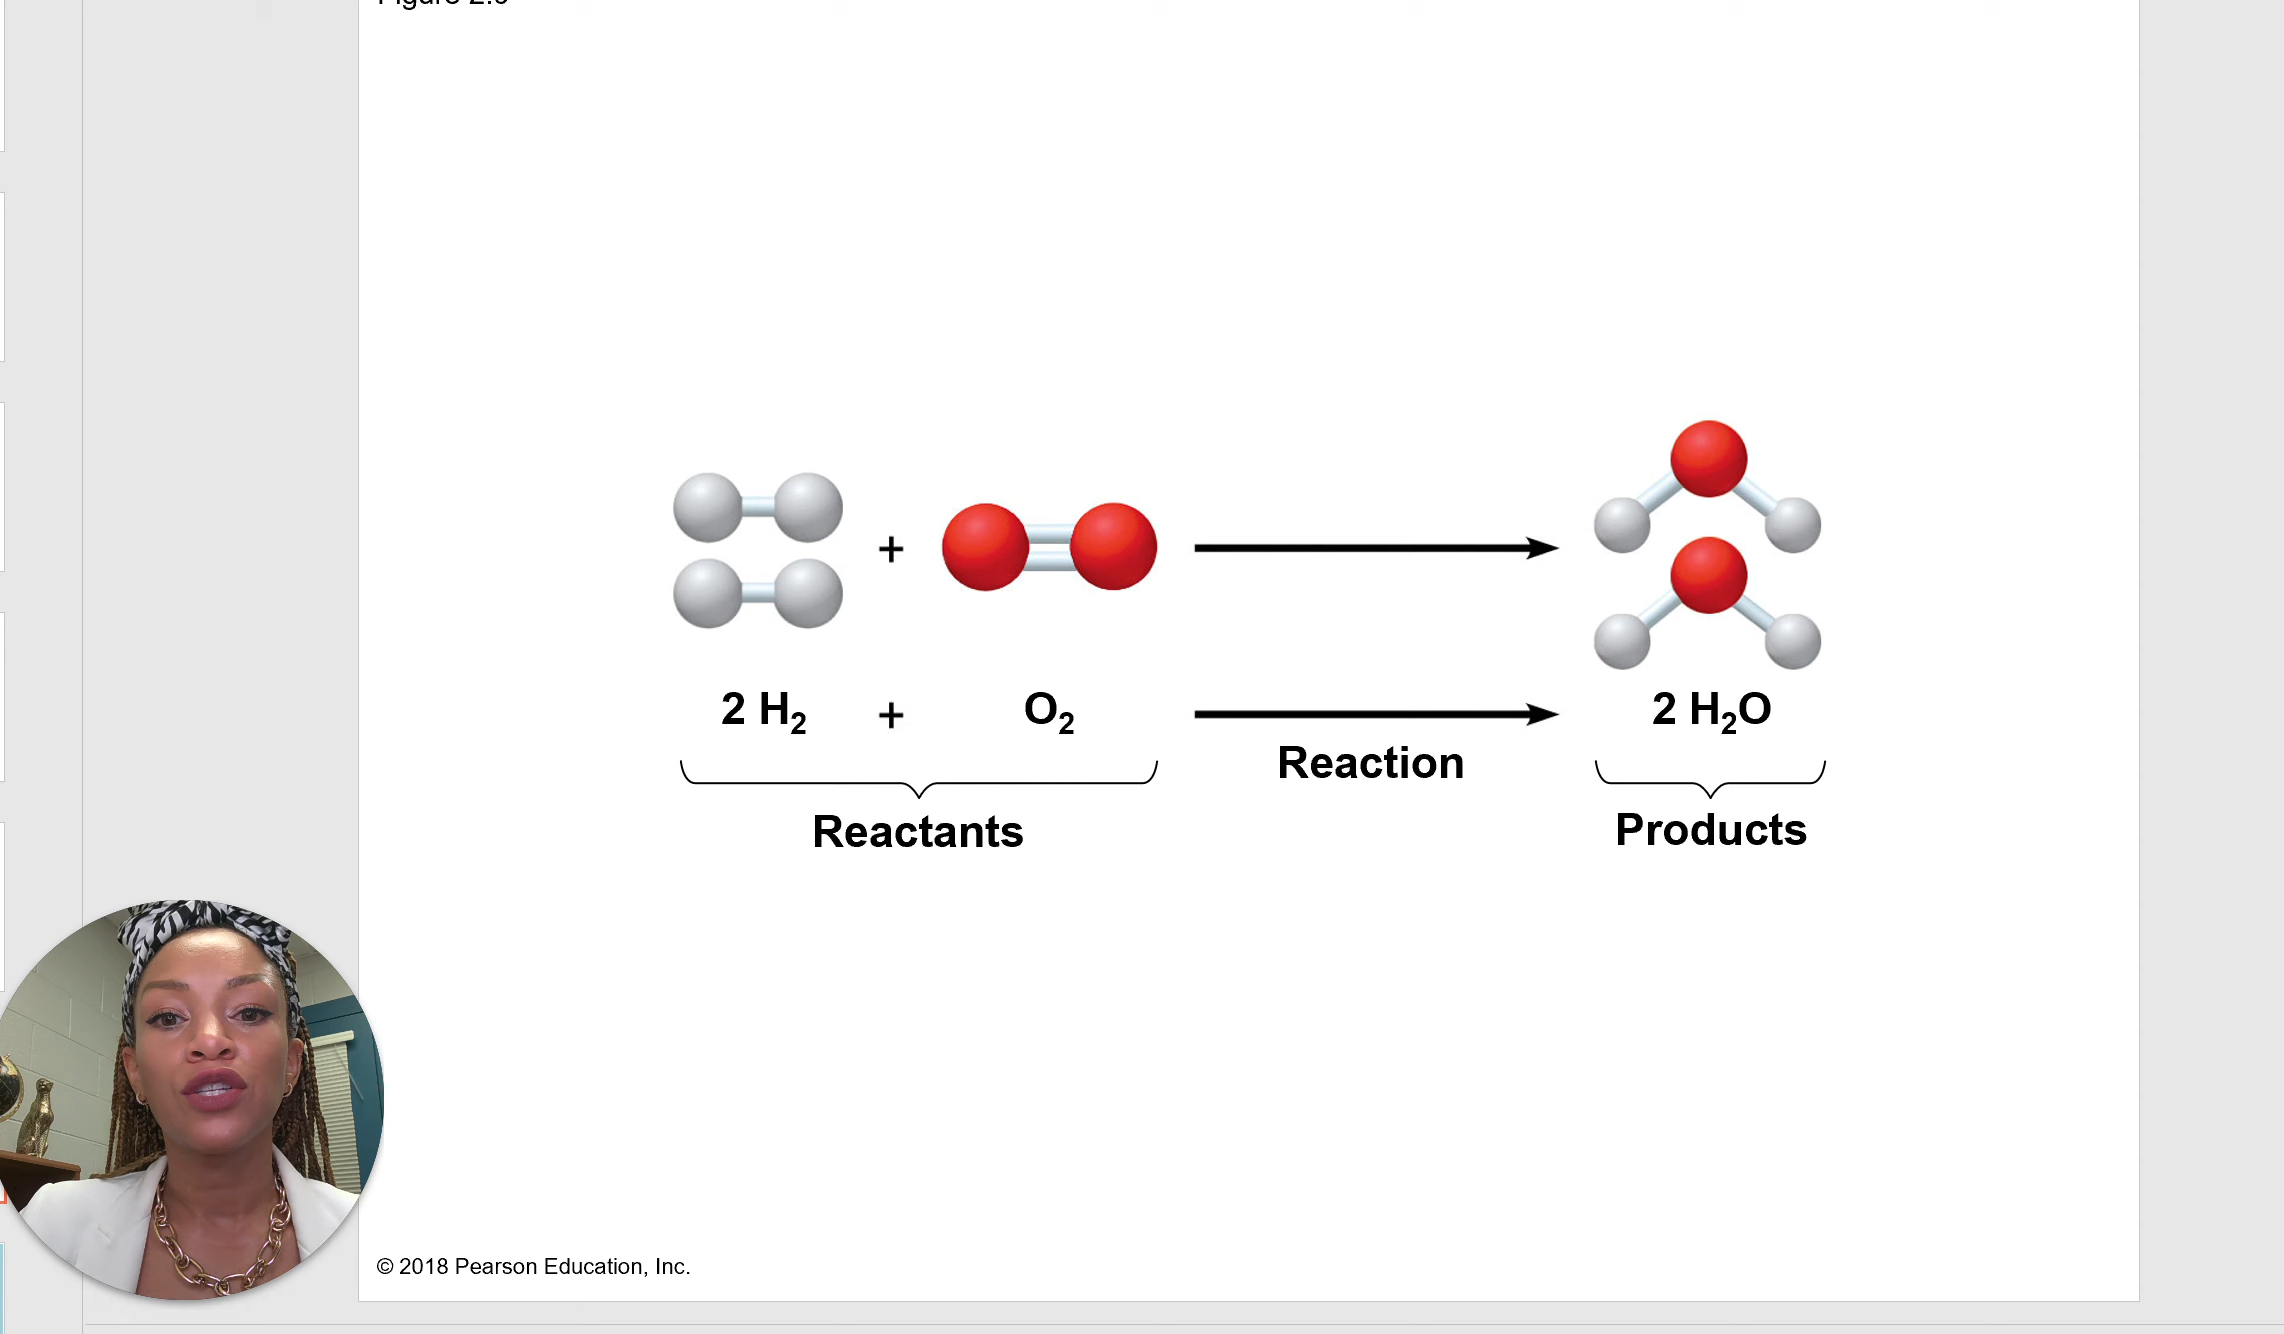 2 H₂ + O₂ 2 H₂O
Reaction
Reactants Products
© 2018 Pearson Education, Inc.